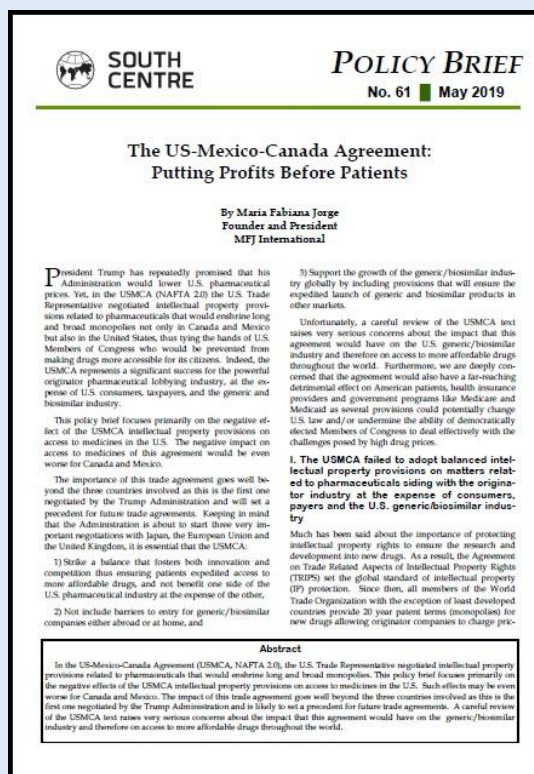 SOUTH
CENTRE
POLICY BRIEF
No. 61 May 2019
The US-Mexico-Canada Agreement:
Putting Profits Before Patients
By Maria Fabiana Jorge
Founder and President
MFJ International
President Trump has repeatedly promised that his
Administration would lower U.S. pharmaceutical
prices. Yet, in the USMCA (NAFTA 2.0) the U.S. Trade
Representative negotiated intellectual property provi-
sions related to pharmaceuticals that would enshrine long
and broad monopolies not only in Canada and Mexico
but also in the United States, thus tying the hands of U.S.
Members of Congress who would be prevented from
making drugs more accessible for its citizens. Indeed, the
USMCA represents a significant success for the powerful
originator pharmaceutical lobbying industry, at the ex-
pense of U.S. consumers, taxpayers, and the generic and
biosimilar industry.
This policy brief focuses primarily on the negative ef-
fect of the USMCA intellectual property provisions on
access to medicines in the U.S. The negative impact on
access to medicines of this agreement would be even
worse for Canada and Mexico.
The importance of this trade agreement goes well be-
yond the three countries involved as this is the first one
negotiated by the Trump Administration and will set a
precedent for future trade agreements. Keeping in mind
that the Administration is about to start three very im-
portant negotiations with Japan, the European Union and
the United Kingdom, it is essential that the USMCA:
1) Strike a balance that fosters both innovation and
competition thus ensuring patients expedited access to
more affordable drugs, and not benefit one side of the
U.S. pharmaceutical industry at the expense of the other,
2) Not include barriers to entry for generic/biosimilar
companies either abroad or at home, and
3) Support the growth of the generic/biosimilar indus-
try globally by including provisions that will ensure the
expedited launch of generic and biosimilar products in
other markets.
Unfortunately, a careful review of the USMCA text
raises very serious concerns about the impact that this
agreement would have on the U.S. generic/biosimilar
industry and therefore on access to more affordable drugs
throughout the world. Furthermore, we are deeply con-
cerned that the agreement would also have a far-reaching
detrimental effect on American patients, health insurance
providers and government programs like Medicare and
Medicaid as several provisions could potentially change
U.S. law and/or undermine the ability of democratically
elected Members of Congress to deal effectively with the
challenges posed by high drug prices.
I. The USMCA failed to adopt balanced intel-
lectual property provisions on matters relat-
ed to pharmaceuticals siding with the origina-
tor industry at the expense of consumers,
payers and the U.S. generic/biosimilar indus-
try
Much has been said about the importance of protecting
intellectual property rights to ensure the research and
development into new drugs. As a result, the Agreement
on Trade Related Aspects of Intellectual Property Rights
(TRIPS) set the global standard of intellectual property
(IP) protection. Since then, all members of the World
Trade Organization with the exception of least developed
countries provide 20 year patent terms (monopolies) for
new drugs allowing originator companies to charge pric-
Abstract
In the US-Mexico-Canada Agreement (USMCA, NAFTA 2.0), the U.S. Trade Representative negotiated intellectual property
provisions related to pharmaceuticals that would enshrine long and broad monopolies. This policy brief focuses primarily on
the negative effects of the USMCA intellectual property provisions on access to medicines in the U.S. Such effects may be even
worse for Canada and Mexico. The impact of this trade agreement goes well beyond the three countries involved as this is the
first one negotiated by the Trump Administration and is likely to set a precedent for future trade agreements. A careful review
of the USMCA text raises very serious concerns about the impact that this agreement would have on the generic/biosimilar
industry and therefore on access to more affordable drugs throughout the world.